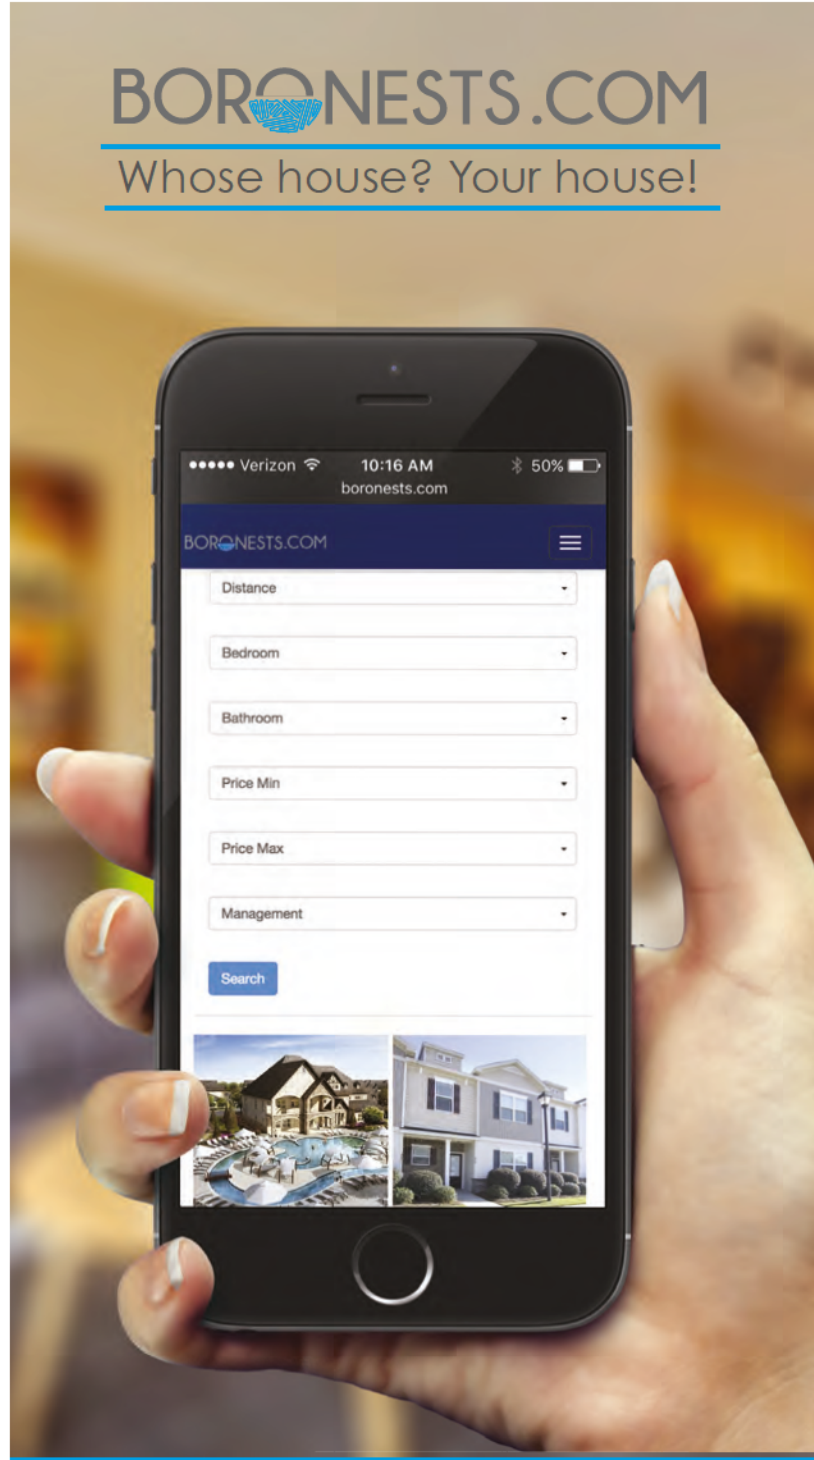 BORONESTS.COM
Whose house? Your house!
Verizon 10:16 AM 50%
boronests.com
BORONESTS.COM
Distance
Bedroom
Bathroom
Price Min
Price Max
Management
Search